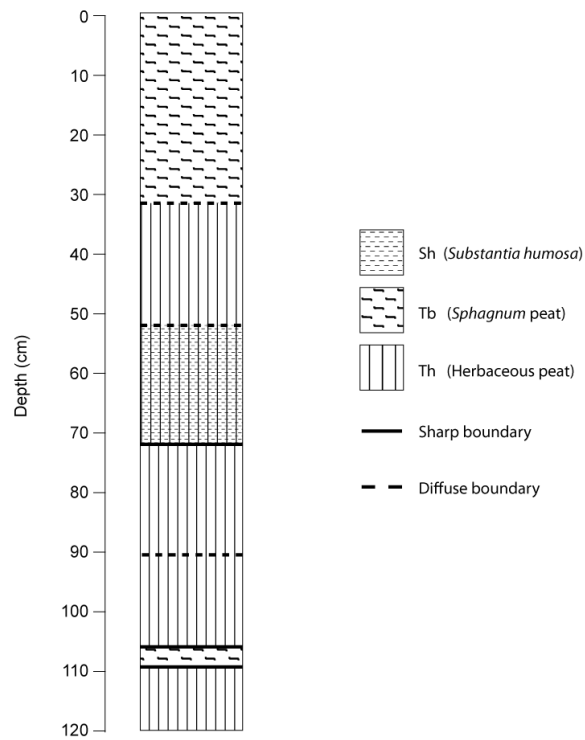 0
10
20
30
40
50
60
70
80
90
100
110
120
Depth (cm)
Sh (Substantia humosa)
Tb (Sphagnum peat)
Th (Herbaceous peat)
Sharp boundary
Diffuse boundary